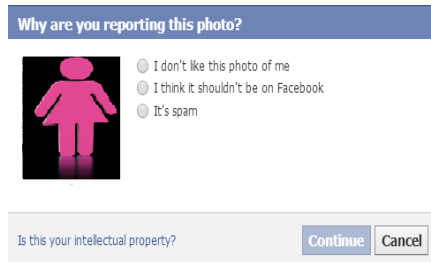 Why are you reporting this photo?
I don't like this photo of me
I think it shouldn't be on Facebook
It's spam
Is this your intellectual property?
Continue
Cancel